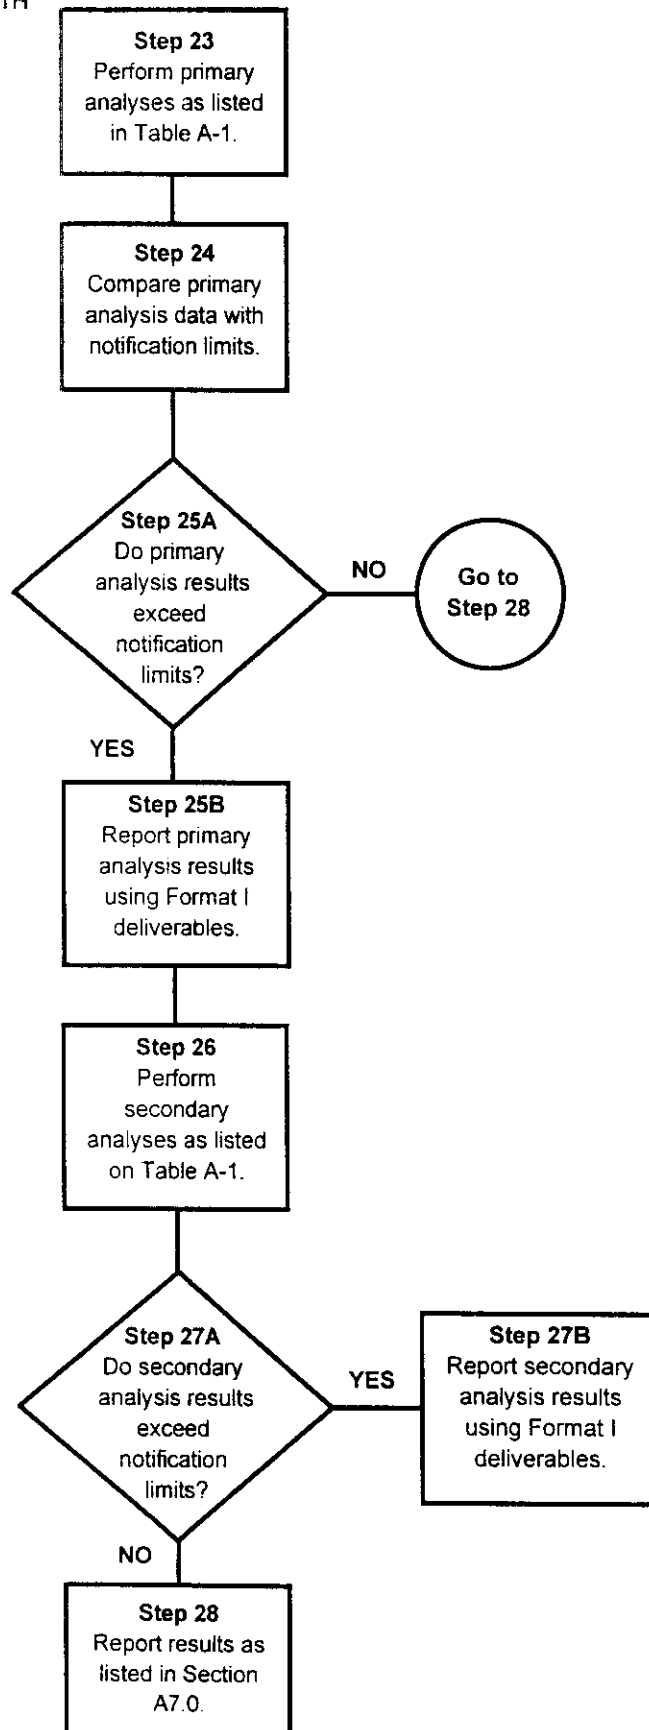 Step 23
Perform primary
analyses as listed
in Table A-1.
Step 24
Compare primary
analysis data with
notification limits.
Step 25A
Do primary
analysis results
exceed
notification
limits?
NO
Go to
Step 28
YES
Step 25B
Report primary
analysis results
using Format I
deliverables.
Step 26
Perform
secondary
analyses as listed
on Table A-1.
Step 27A
Do secondary
analysis results
exceed
notification
limits?
YES
Step 27B
Report secondary
analysis results
using Format I
deliverables.
NO
Step 28
Report results as
listed in Section
A7.0.